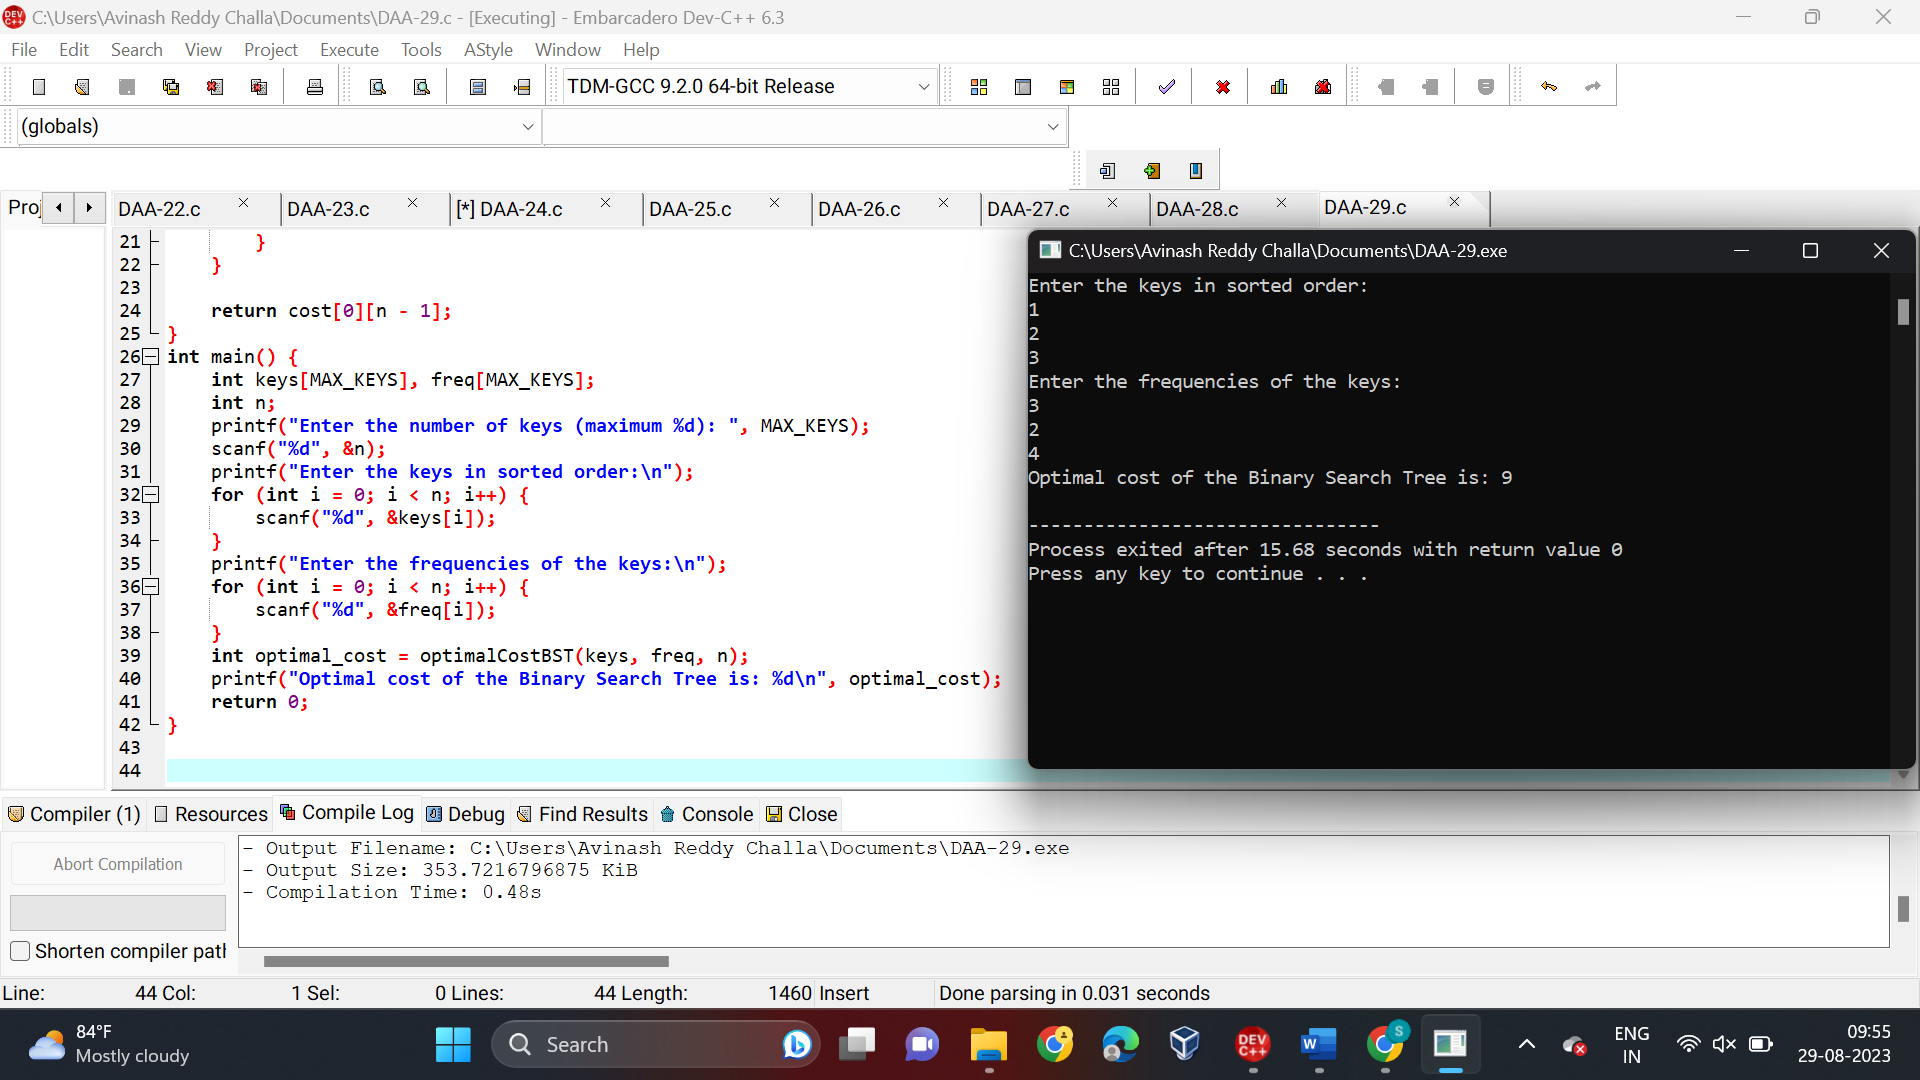 C:\Users\Avinash Reddy Challa\Documents\DAA-29.c - [Executing] - Embarcadero Dev-C++ 6.3
File Edit Search View Project Execute Tools AStyle Window Help
TDM-GCC 9.2.0 64-bit Release
(globals)
Proj DAA-22.c DAA-23.c [*] DAA-24.c DAA-25.c DAA-26.c DAA-27.c DAA-28.c DAA-29.c
21 }
22 }
23
24 return cost[0][n - 1];
25 }
26 int main() {
27 int keys[MAX_KEYS], freq[MAX_KEYS];
28 int n;
29 printf("Enter the number of keys (maximum %d): ", MAX_KEYS);
30 scanf("%d", &n);
31 printf("Enter the keys in sorted order:\n");
32 for (int i = 0; i < n; i++) {
33 scanf("%d", &keys[i]);
34 }
35 printf("Enter the frequencies of the keys:\n");
36 for (int i = 0; i < n; i++) {
37 scanf("%d", &freq[i]);
38 }
39 int optimal_cost = optimalCostBST(keys, freq, n);
40 printf("Optimal cost of the Binary Search Tree is: %d\n", optimal_cost);
41 return 0;
42 }
43
44
C:\Users\Avinash Reddy Challa\Documents\DAA-29.exe
Enter the keys in sorted order:
1
2
3
Enter the frequencies of the keys:
3
2
4
Optimal cost of the Binary Search Tree is: 9
--------------------------------
Process exited after 15.68 seconds with return value 0
Press any key to continue . . .
Compiler (1) Resources Compile Log Debug Find Results Console Close
Abort Compilation
Shorten compiler path
- Output Filename: C:\Users\Avinash Reddy Challa\Documents\DAA-29.exe
- Output Size: 353.7216796875 KiB
- Compilation Time: 0.48s
Line: 44 Col: 1 Sel: 0 Lines: 44 Length: 1460 Insert Done parsing in 0.031 seconds
84°F
Mostly cloudy
Search
DEV C++
W
S
ENG
IN
09:55
29-08-2023